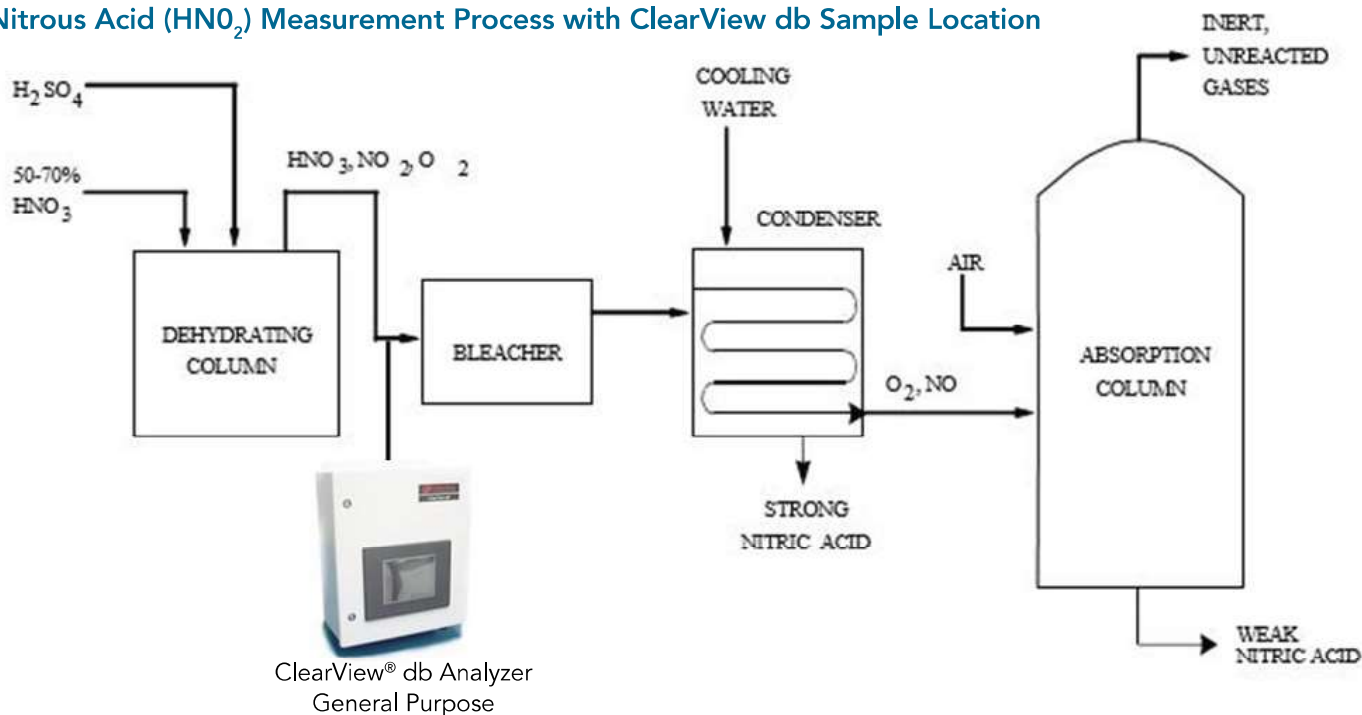 Nitrous Acid (HN0₂) Measurement Process with ClearView db Sample Location
H₂SO₄
50-70%
HNO₃
HNO₃, NO₂, O₂
DEHYDRATING
COLUMN
BLEACHER
COOLING
WATER
CONDENSER
STRONG
NITRIC ACID
O₂, NO
AIR
INERT,
UNREACTED
GASES
ABSORPTION
COLUMN
WEAK
NITRIC ACID
ClearView® db Analyzer
General Purpose